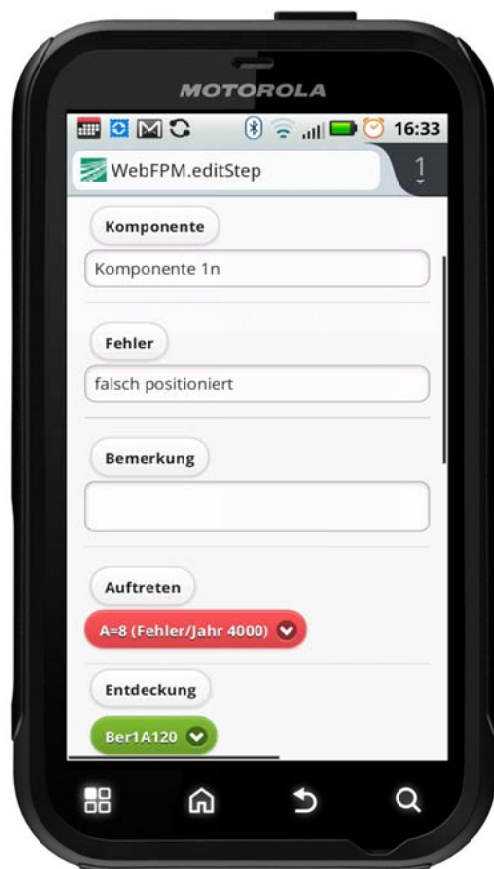 MOTOROLA
16:33
WebFPM.editStep
1
Komponente
Komponente 1n
Fehler
falsch positioniert
Bemerkung
Auftreten
A=8 (Fehler/Jahr 4000)
Entdeckung
Ber1A120